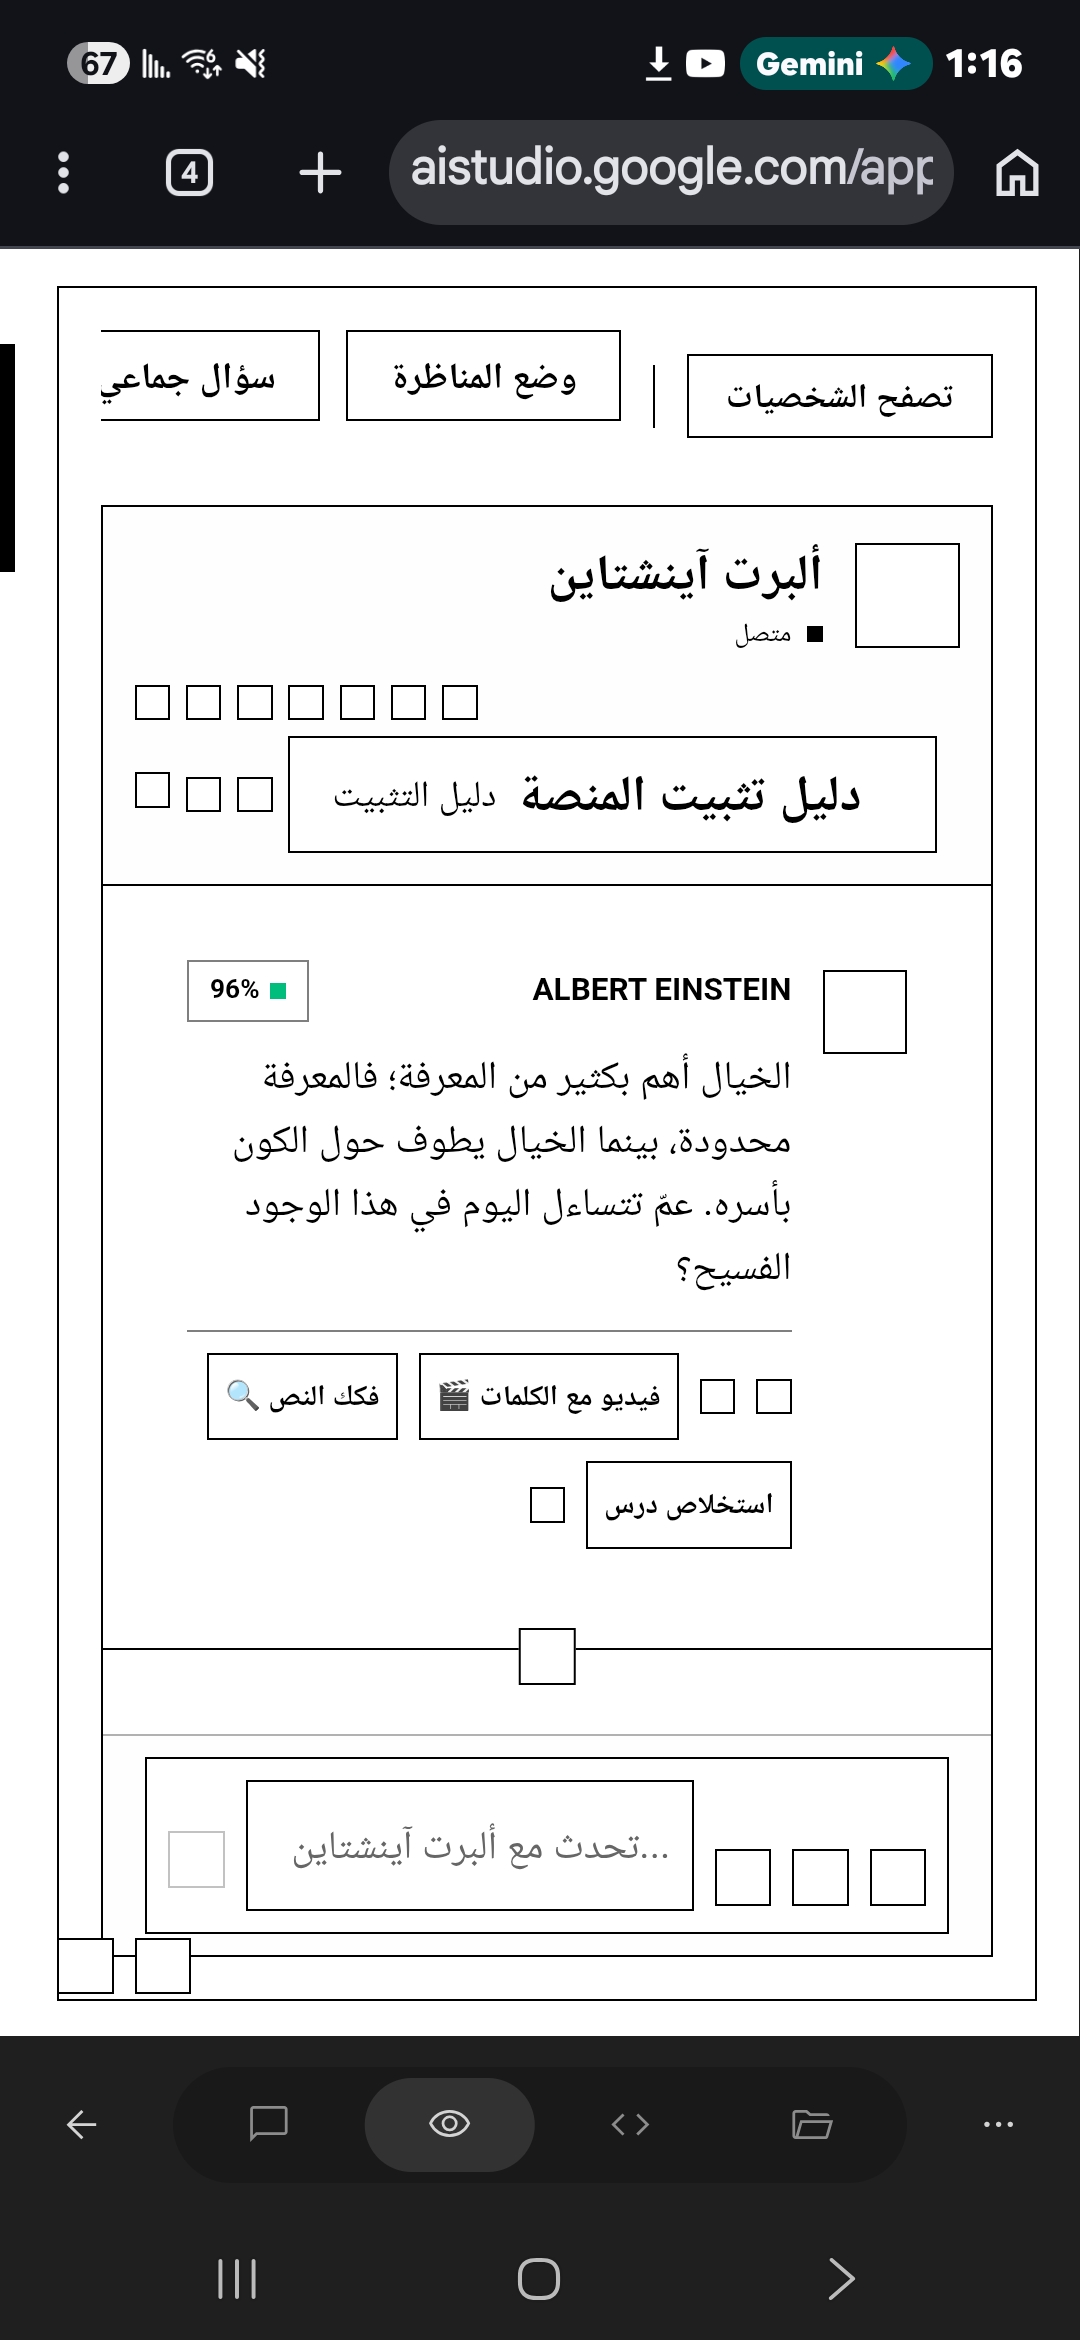 67
Gemini
1:16
4
aistudio.google.com/app
تصفح الشخصيات
وضع المناظرة
سؤال جماعي
ألبرت آينشتاين
متصل
دليل تثبيت المنصة دليل التثبيت
ALBERT EINSTEIN
96%
الخيال أهم بكثير من المعرفة؛ فالمعرفة
محدودة، بينما الخيال يطوف حول الكون
بأسره. عمّ تتساءل اليوم في هذا الوجود
الفسيح؟
فيديو مع الكلمات 🎬
فكك النص 🔍
استخلاص درس
تحدث مع ألبرت آينشتاين...